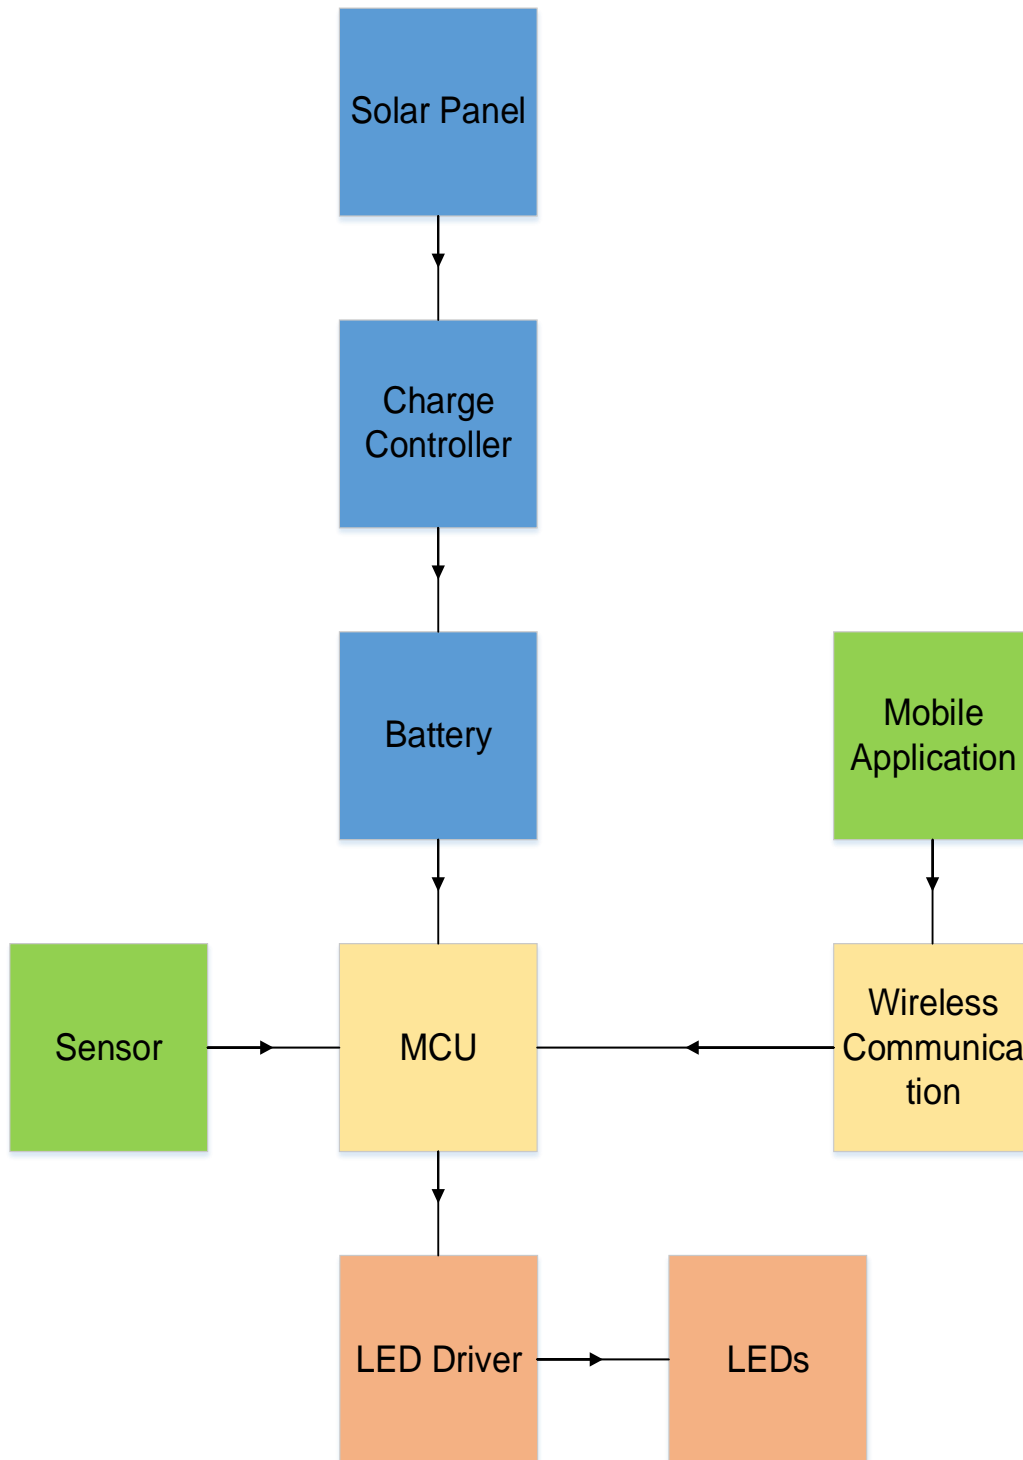 Solar Panel
Charge
Controller
Battery
Mobile
Application
Sensor
MCU
Wireless
Communica
tion
LED Driver
LEDs